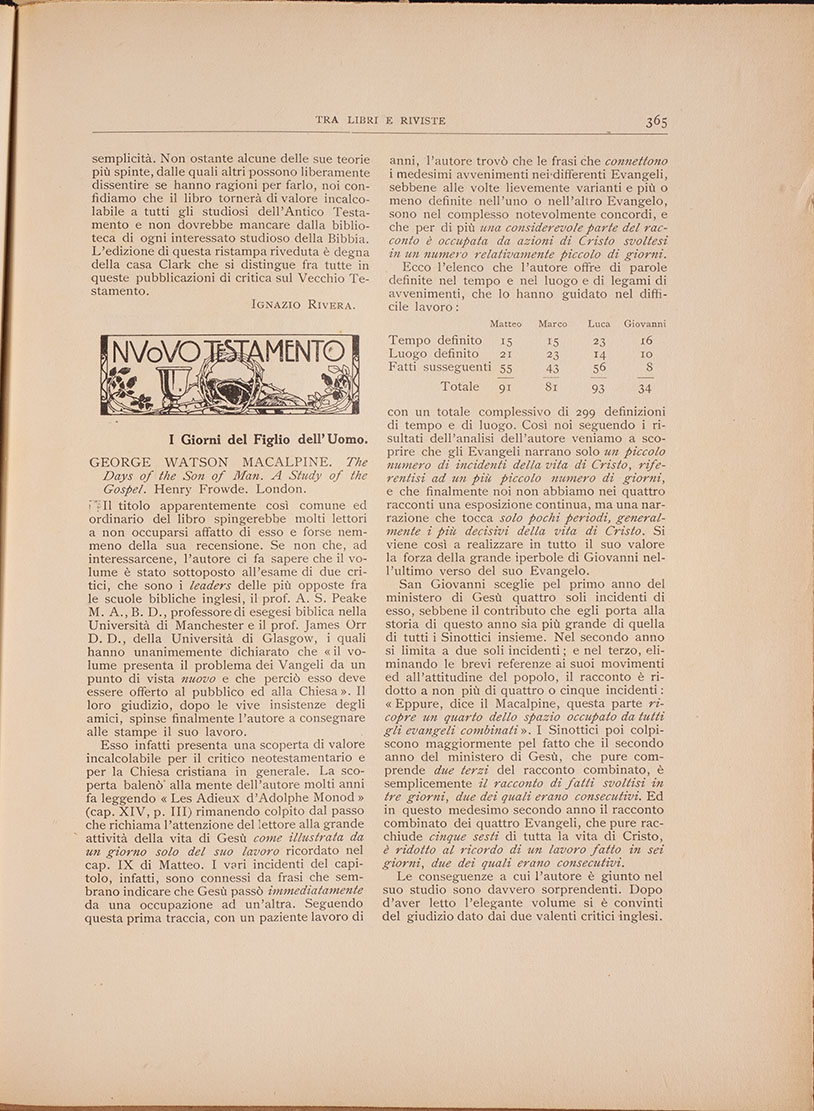 TRA LIBRI E RIVISTE 365
semplicità. Non ostante alcune delle sue teorie
più spinte, dalle quali altri possono liberamente
dissentire se hanno ragioni per farlo, noi con-
fidiamo che il libro tornerà di valore incalco-
labile a tutti gli studiosi dell'Antico Testa-
mento e non dovrebbe mancare dalla biblio-
teca di ogni interessato studioso della Bibbia.
L'edizione di questa ristampa riveduta è degna
della casa Clark che si distingue fra tutte in
queste pubblicazioni di critica sul Vecchio Te-
stamento.
IGNAZIO RIVERA.
NVOVO TESTAMENTO
I Giorni del Figlio dell'Uomo.
GEORGE WATSON MACALPINE. The
Days of the Son of Man. A Study of the
Gospel. Henry Frowde. London.
Il titolo apparentemente così comune ed
ordinario del libro spingerebbe molti lettori
a non occuparsi affatto di esso e forse nem-
meno della sua recensione. Se non che, ad
interessarcene, l'autore ci fa sapere che il vo-
lume è stato sottoposto all'esame di due cri-
tici, che sono i leaders delle più opposte fra
le scuole bibliche inglesi, il prof. A. S. Peake
M. A., B. D., professore di esegesi biblica nella
Università di Manchester e il prof. James Orr
D. D., della Università di Glasgow, i quali
hanno unanimemente dichiarato che « il vo-
lume presenta il problema dei Vangeli da un
punto di vista nuovo e che perciò esso deve
essere offerto al pubblico ed alla Chiesa ». Il
loro giudizio, dopo le vive insistenze degli
amici, spinse finalmente l'autore a consegnare
alle stampe il suo lavoro.
Esso infatti presenta una scoperta di valore
incalcolabile per il critico neotestamentario e
per la Chiesa cristiana in generale. La sco-
perta balenò alla mente dell'autore molti anni
fa leggendo « Les Adieux d'Adolphe Monod »
(cap. XIV, p. III) rimanendo colpito dal passo
che richiama l'attenzione del lettore alla grande
attività della vita di Gesù come illustrata da
un giorno solo del suo lavoro ricordato nel
cap. IX di Matteo. I vari incidenti del capi-
tolo, infatti, sono connessi da frasi che sem-
brano indicare che Gesù passò immediatamente
da una occupazione ad un'altra. Seguendo
questa prima traccia, con un paziente lavoro di
anni, l'autore trovò che le frasi che connettono
i medesimi avvenimenti nei differenti Evangeli,
sebbene alle volte lievemente varianti e più o
meno definite nell'uno o nell'altro Evangelo,
sono nel complesso notevolmente concordi, e
che per di più una considerevole parte del rac-
conto è occupata da azioni di Cristo svoltesi
in un numero relativamente piccolo di giorni.
Ecco l'elenco che l'autore offre di parole
definite nel tempo e nel luogo e di legami di
avvenimenti, che lo hanno guidato nel diffi-
cile lavoro :
Matteo Marco Luca Giovanni
Tempo definito 15 15 23 16
Luogo definito 21 23 14 10
Fatti susseguenti 55 43 56 8
Totale 91 81 93 34
con un totale complessivo di 299 definizioni
di tempo e di luogo. Così noi seguendo i ri-
sultati dell'analisi dell'autore veniamo a sco-
prire che gli Evangeli narrano solo un piccolo
numero di incidenti della vita di Cristo, rife-
rentisi ad un più piccolo numero di giorni,
e che finalmente noi non abbiamo nei quattro
racconti una esposizione continua, ma una nar-
razione che tocca solo pochi periodi, general-
mente i più decisivi della vita di Cristo. Si
viene così a realizzare in tutto il suo valore
la forza della grande iperbole di Giovanni nel-
l'ultimo verso del suo Evangelo.
San Giovanni sceglie pel primo anno del
ministero di Gesù quattro soli incidenti di
esso, sebbene il contributo che egli porta alla
storia di questo anno sia più grande di quella
di tutti i Sinottici insieme. Nel secondo anno
si limita a due soli incidenti ; e nel terzo, eli-
minando le brevi referenze ai suoi movimenti
ed all'attitudine del popolo, il racconto è ri-
dotto a non più di quattro o cinque incidenti :
« Eppure, dice il Macalpine, questa parte ri-
copre un quarto dello spazio occupato da tutti
gli evangeli combinati ». I Sinottici poi colpi-
scono maggiormente pel fatto che il secondo
anno del ministero di Gesù, che pure com-
prende due terzi del racconto combinato, è
semplicemente il racconto di fatti svoltisi in
tre giorni, due dei quali erano consecutivi. Ed
in questo medesimo secondo anno il racconto
combinato dei quattro Evangeli, che pure rac-
chiude cinque sesti di tutta la vita di Cristo,
è ridotto al ricordo di un lavoro fatto in sei
giorni, due dei quali erano consecutivi.
Le conseguenze a cui l'autore è giunto nel
suo studio sono davvero sorprendenti. Dopo
d'aver letto l'elegante volume si è convinti
del giudizio dato dai due valenti critici inglesi.